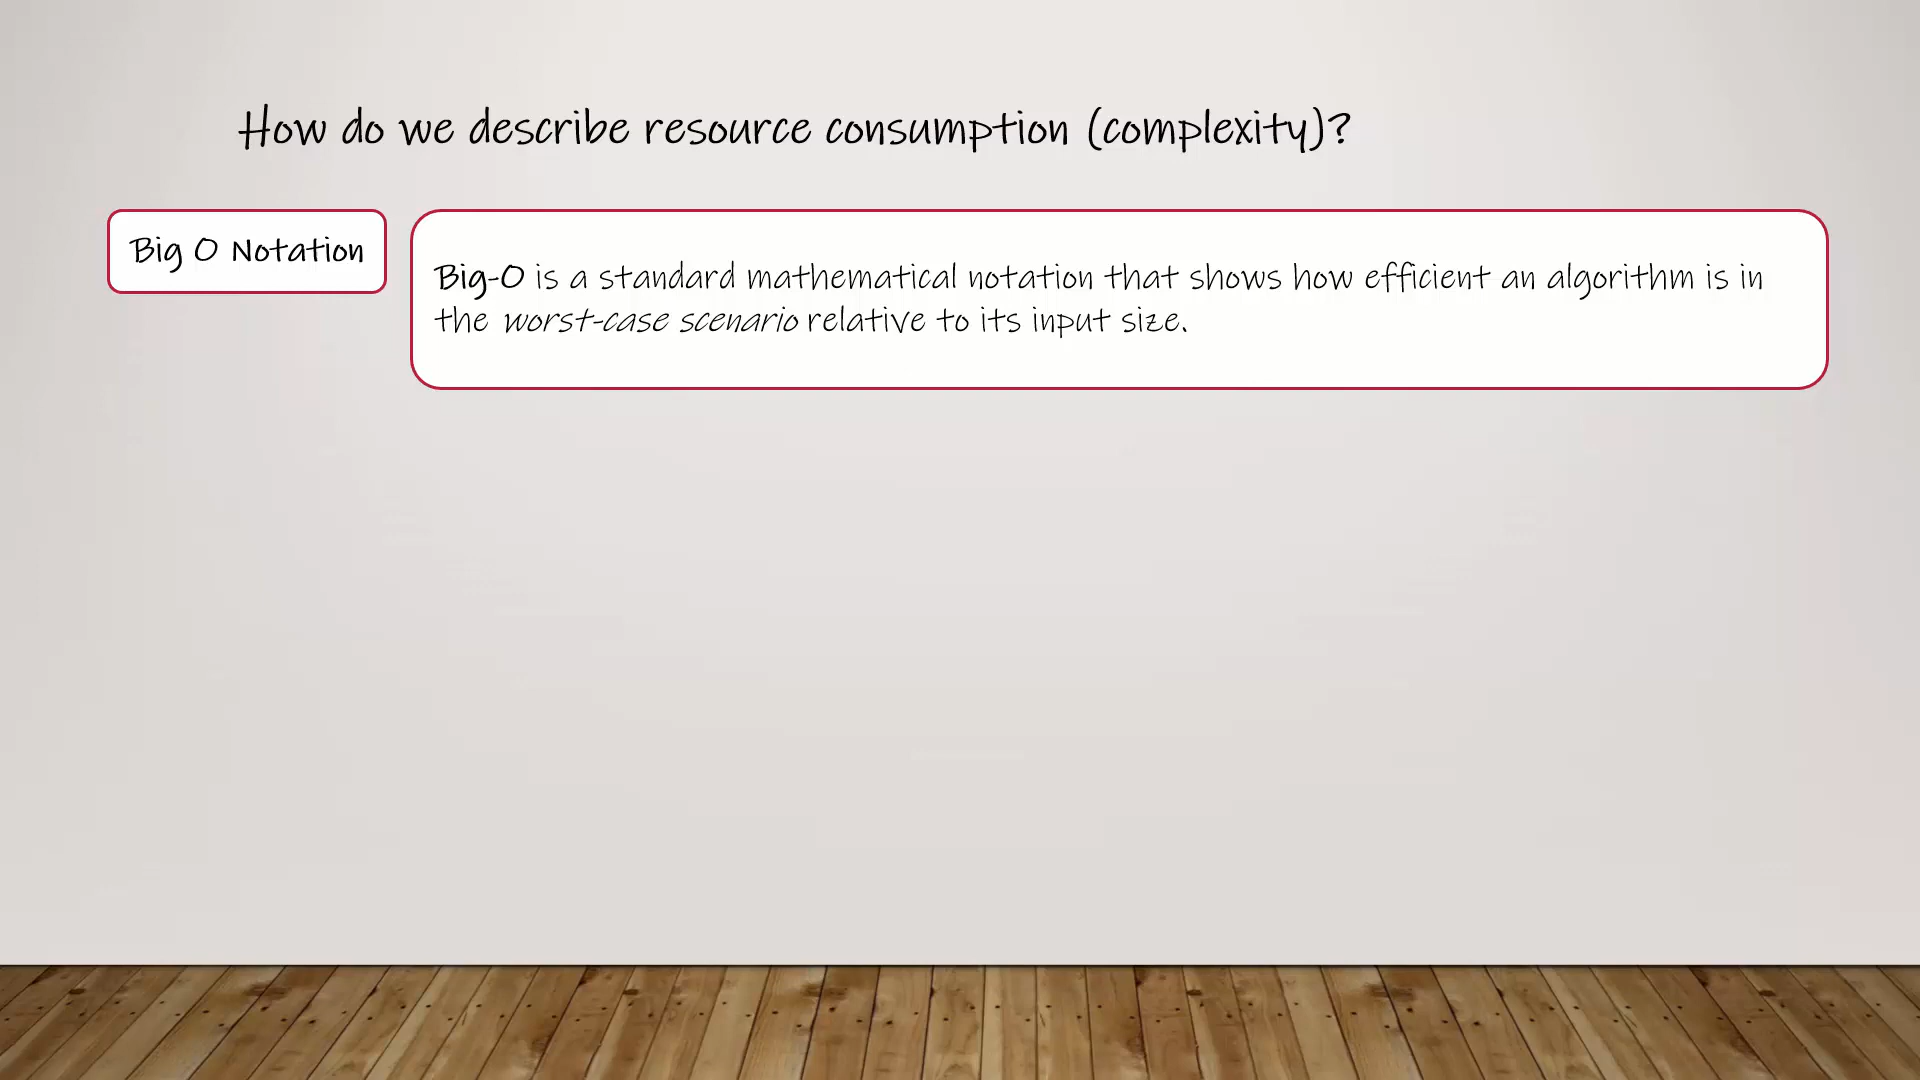 How do we describe resource consumption (complexity)?
Big O Notation
Big-O is a standard mathematical notation that shows how efficient an algorithm is in
the worst-case scenario relative to its input size.